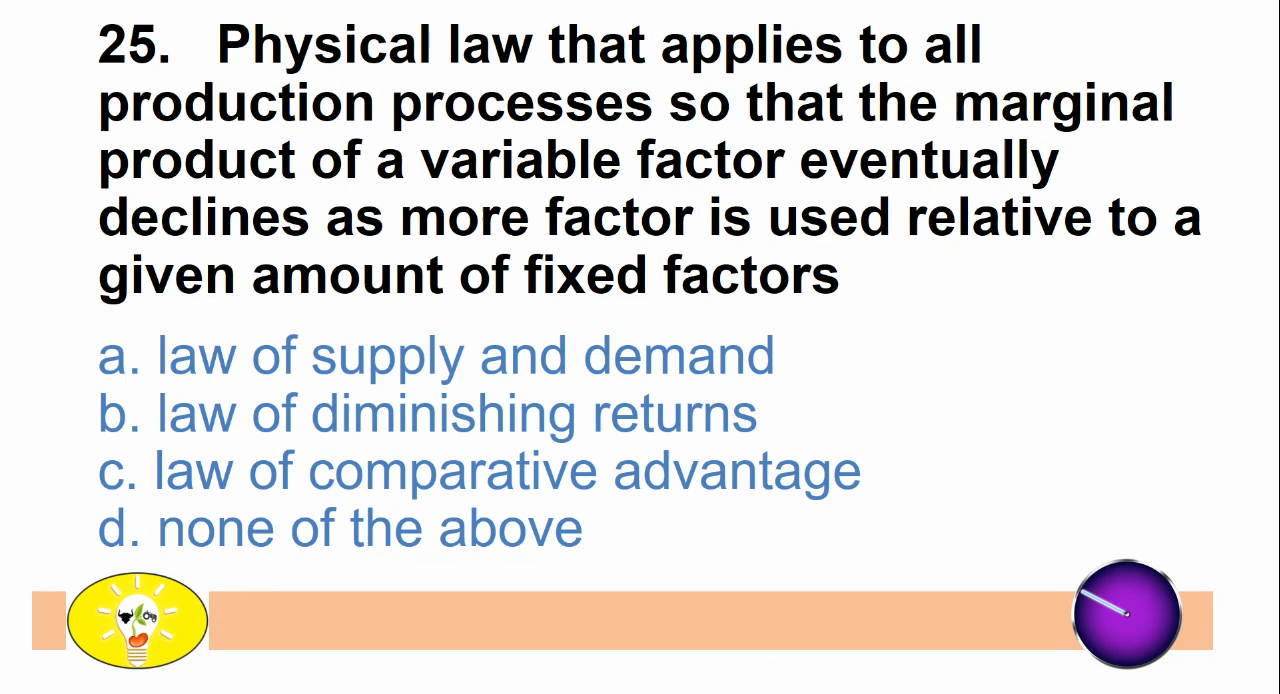 25. Physical law that applies to all
production processes so that the marginal
product of a variable factor eventually
declines as more factor is used relative to a
given amount of fixed factors
a. law of supply and demand
b. law of diminishing returns
c. law of comparative advantage
d. none of the above